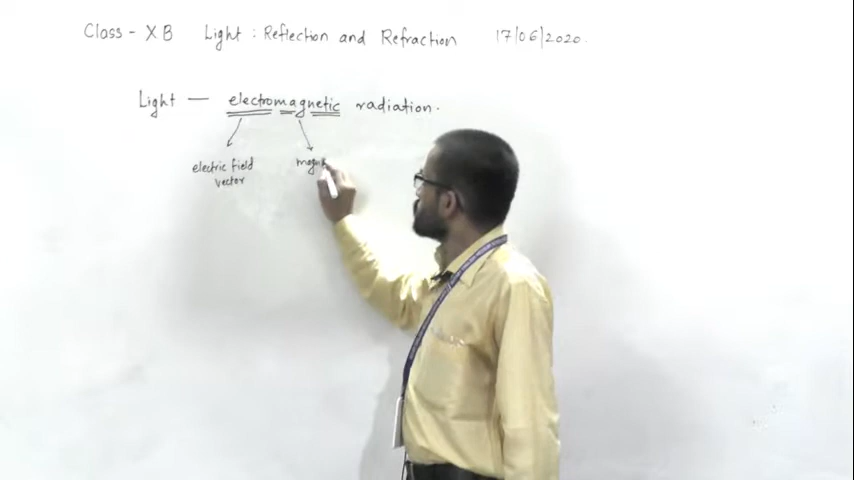 Class - X B Light : Reflection and Refraction 17/06/2020.
Light — electromagnetic radiation.
electric field
vector